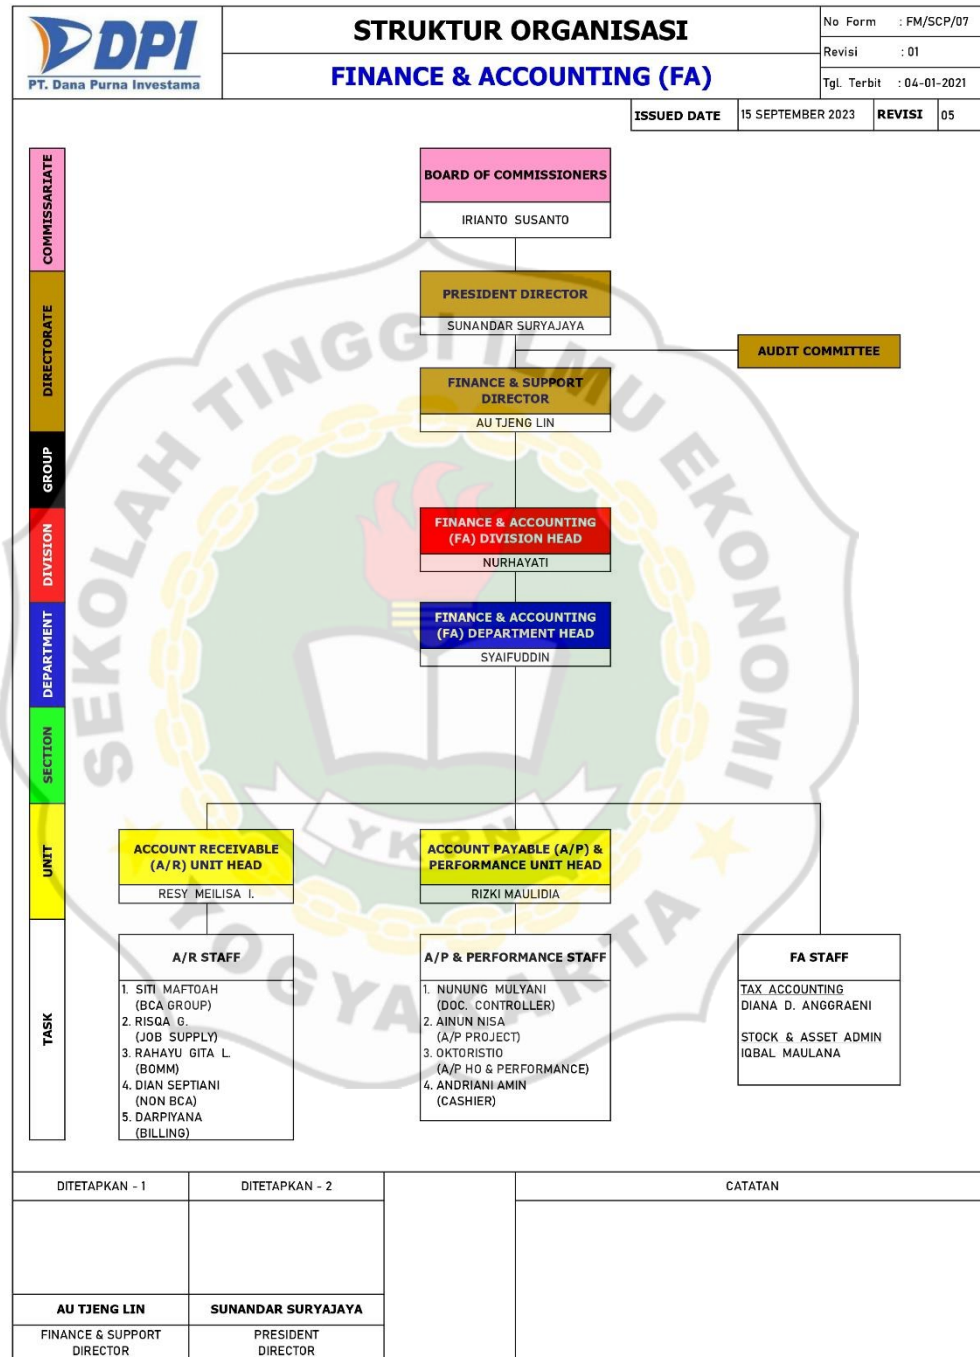 DPI
PT. Dana Purna Investama
STRUKTUR ORGANISASI
FINANCE & ACCOUNTING (FA)
No Form : FM/SCP/07
Revisi : 01
Tgl. Terbit : 04-01-2021
ISSUED DATE 15 SEPTEMBER 2023 REVISI 05
COMMISSARIATE
BOARD OF COMMISSIONERS
IRIANTO SUSANTO
DIRECTORATE
PRESIDENT DIRECTOR
SUNANDAR SURYAJAYA
AUDIT COMMITTEE
FINANCE & SUPPORT
DIRECTOR
AU TJENG LIN
GROUP
DIVISION
FINANCE & ACCOUNTING
(FA) DIVISION HEAD
NURHAYATI
DEPARTMENT
FINANCE & ACCOUNTING
(FA) DEPARTMENT HEAD
SYAIFUDDIN
SECTION
UNIT
ACCOUNT RECEIVABLE
(A/R) UNIT HEAD
RESY MEILISA I.
ACCOUNT PAYABLE (A/P) &
PERFORMANCE UNIT HEAD
RIZKI MAULIDIA
TASK
A/R STAFF
1. SITI MAFTOAH
(BCA GROUP)
2. RISQA G.
(JOB SUPPLY)
3. RAHAYU GITA L.
(BOMM)
4. DIAN SEPTIANI
(NON BCA)
5. DARPIYANA
(BILLING)
A/P & PERFORMANCE STAFF
1. NUNUNG MULYANI
(DOC. CONTROLLER)
2. AINUN NISA
(A/P PROJECT)
3. OKTORISTIO
(A/P HO & PERFORMANCE)
4. ANDRIANI AMIN
(CASHIER)
FA STAFF
TAX ACCOUNTING
DIANA D. ANGGRAENI
STOCK & ASSET ADMIN
IQBAL MAULANA
SEKOLAH TINGGI ILMU EKONOMI
YKPN
YOGYAKARTA
DITETAPKAN - 1
DITETAPKAN - 2
CATATAN
AU TJENG LIN
SUNANDAR SURYAJAYA
FINANCE & SUPPORT
DIRECTOR
PRESIDENT
DIRECTOR